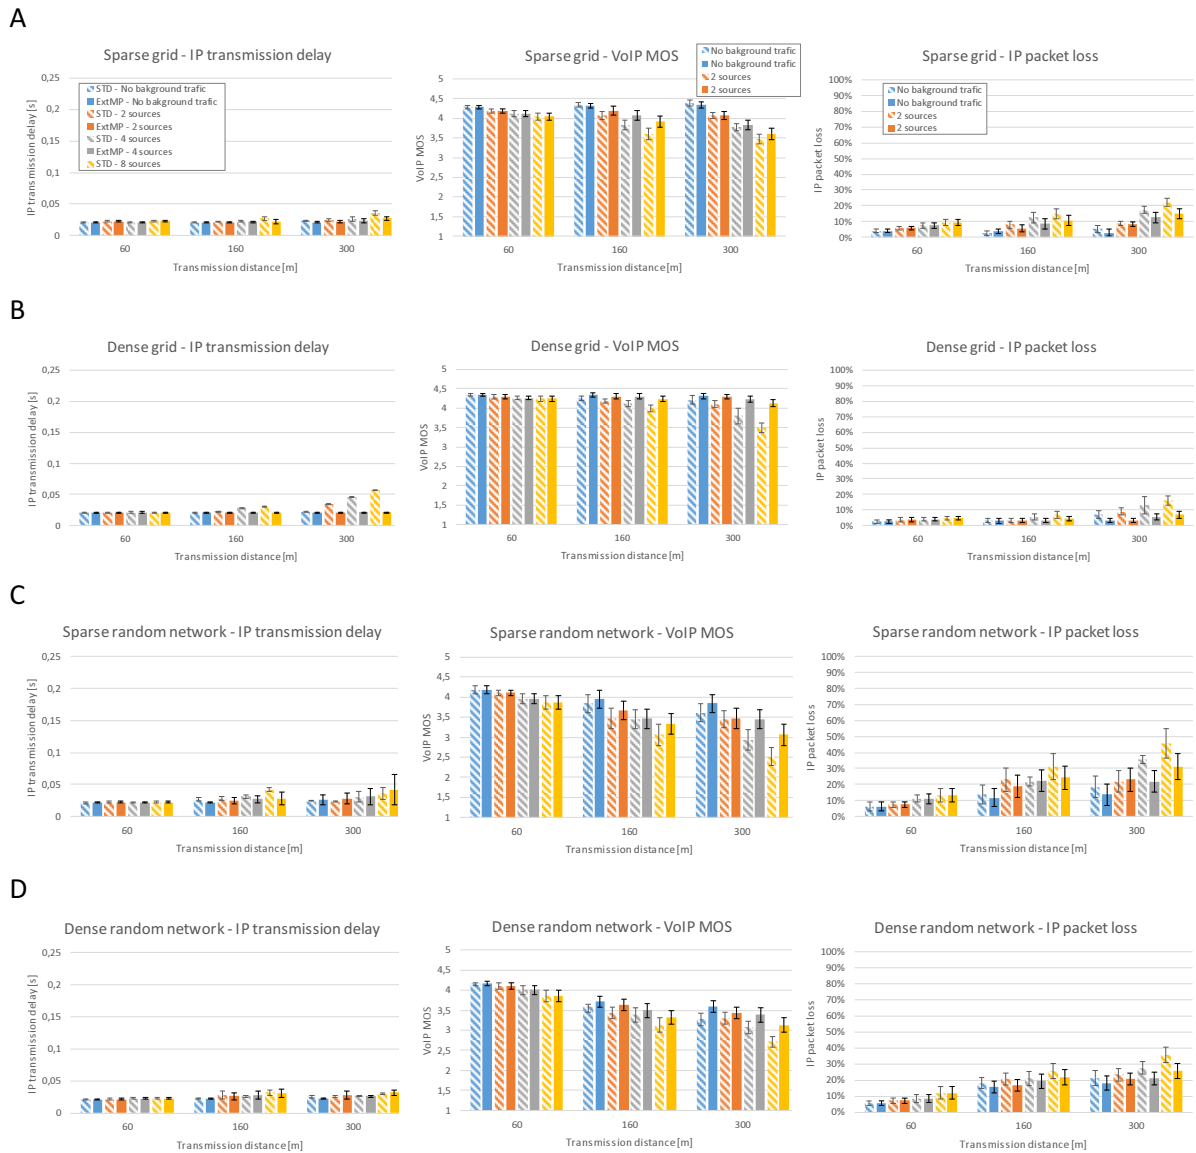 A
Sparse grid - IP transmission delay
IP transmission delay [s]
0,25
0,2
0,15
0,1
0,05
0
STD - No bakground trafic
ExtMP - No bakground trafic
STD - 2 sources
ExtMP - 2 sources
STD - 4 sources
ExtMP - 4 sources
STD - 8 sources
60
160
300
Transmission distance [m]
Sparse grid - VoIP MOS
VoIP MOS
5
4,5
4
3,5
3
2,5
2
1,5
1
No bakground trafic
No bakground trafic
2 sources
2 sources
60
160
300
Transmission distance [m]
Sparse grid - IP packet loss
IP packet loss
100%
90%
80%
70%
60%
50%
40%
30%
20%
10%
0%
No bakground trafic
No bakground trafic
2 sources
2 sources
60
160
300
Transmission distance [m]
B
Dense grid - IP transmission delay
IP transmission delay [s]
0,25
0,2
0,15
0,1
0,05
0
60
160
300
Transmission distance [m]
Dense grid - VoIP MOS
VoIP MOS
5
4,5
4
3,5
3
2,5
2
1,5
1
60
160
300
Transmission distance [m]
Dense grid - IP packet loss
IP packet loss
100%
90%
80%
70%
60%
50%
40%
30%
20%
10%
0%
60
160
300
Transmission distance [m]
C
Sparse random network - IP transmission delay
IP transmission delay [s]
0,25
0,2
0,15
0,1
0,05
0
60
160
300
Transmission distance [m]
Sparse random network - VoIP MOS
VoIP MOS
5
4,5
4
3,5
3
2,5
2
1,5
1
60
160
300
Transmission distance [m]
Sparse random network - IP packet loss
IP packet loss
100%
90%
80%
70%
60%
50%
40%
30%
20%
10%
0%
60
160
300
Transmission distance [m]
D
Dense random network - IP transmission delay
IP transmission delay [s]
0,25
0,2
0,15
0,1
0,05
0
60
160
300
Transmission distance [m]
Dense random network - VoIP MOS
VoIP MOS
5
4,5
4
3,5
3
2,5
2
1,5
1
60
160
300
Transmission distance [m]
Dense random network - IP packet loss
IP packet loss
100%
90%
80%
70%
60%
50%
40%
30%
20%
10%
0%
60
160
300
Transmission distance [m]